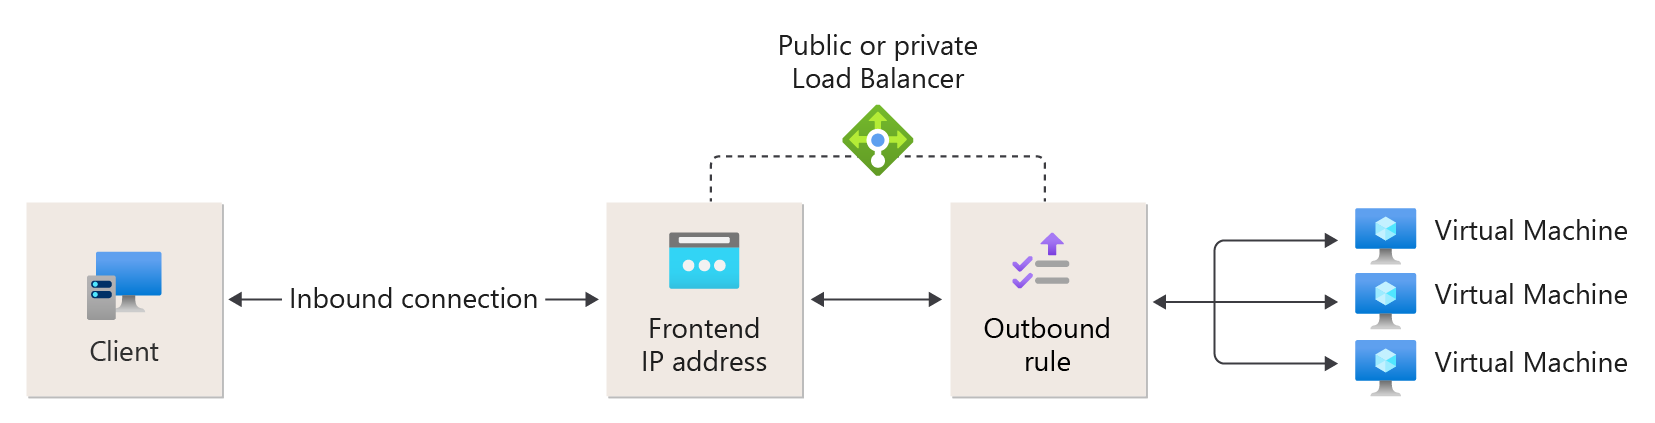 Public or private
Load Balancer
Client
Inbound connection
Frontend
IP address
Outbound
rule
Virtual Machine
Virtual Machine
Virtual Machine